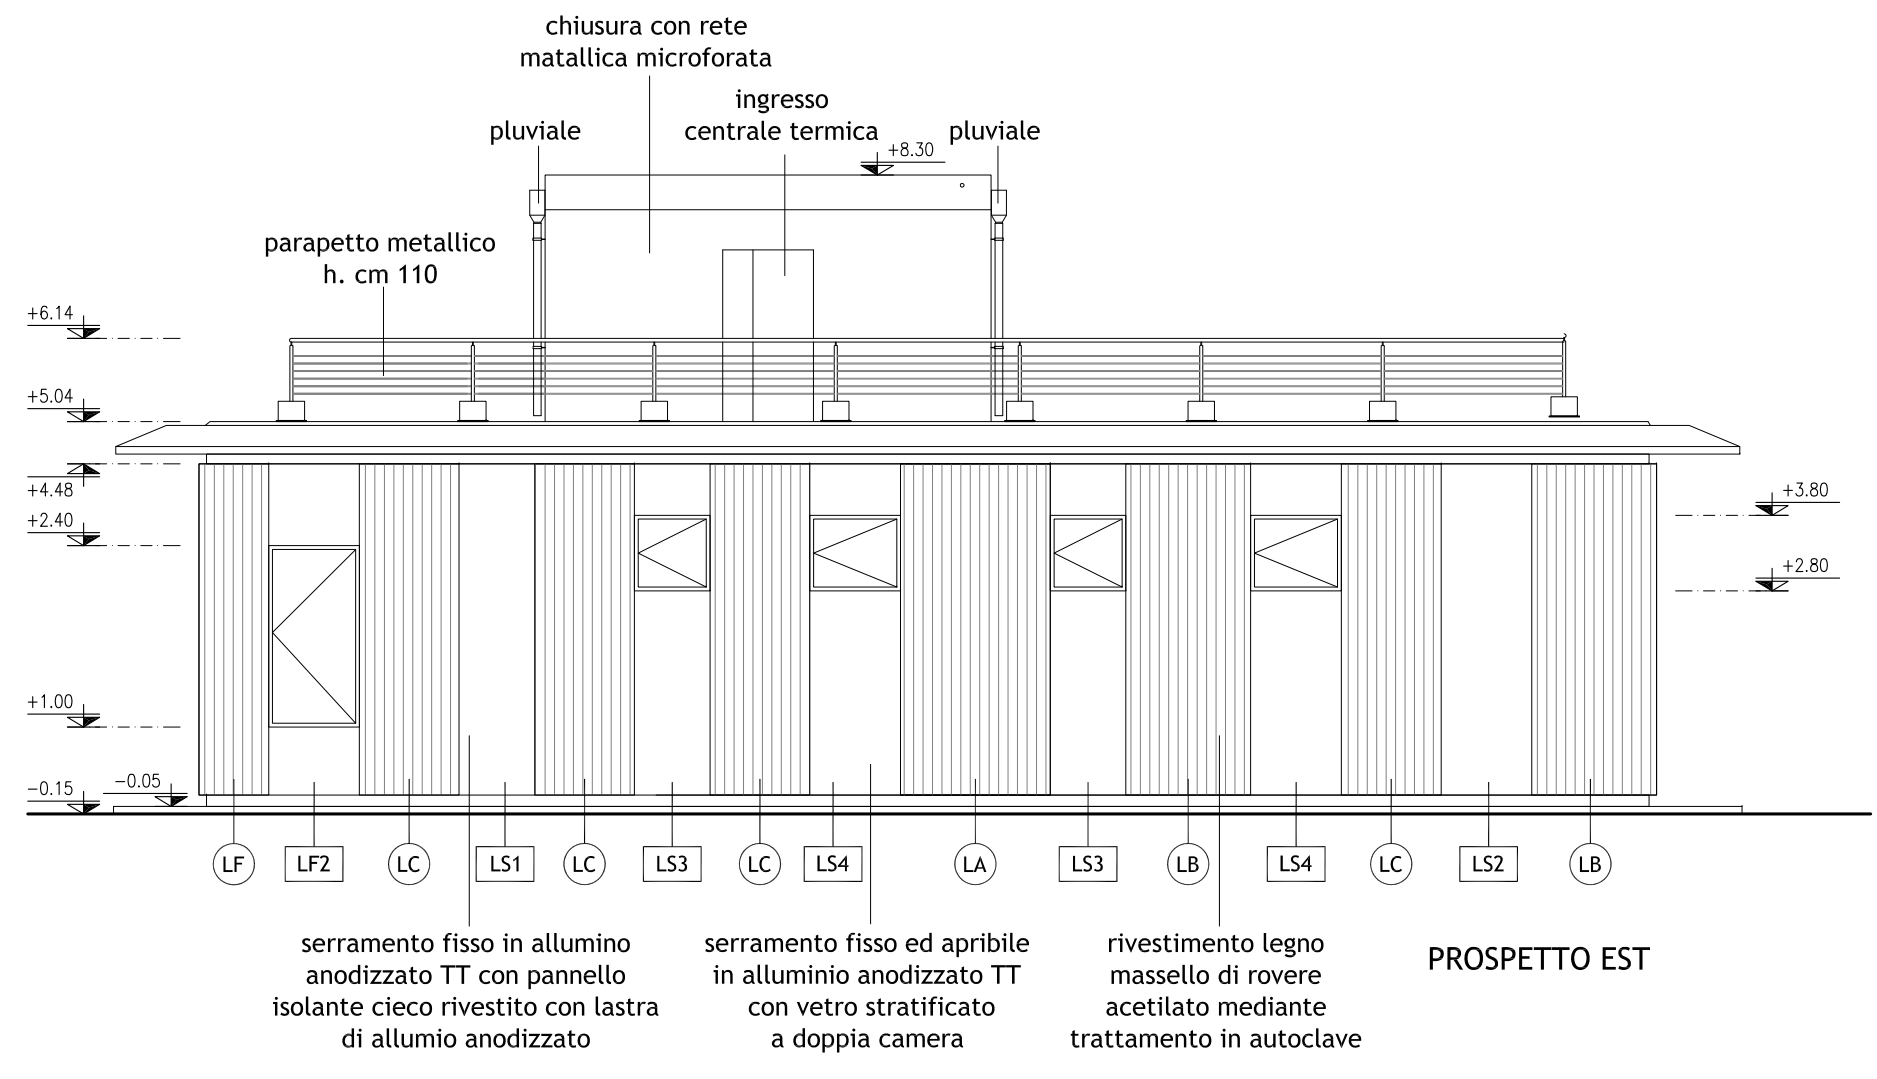 chiusura con rete
matallica microforata
ingresso
centrale termica
pluviale
pluviale
+8.30
parapetto metallico
h. cm 110
+6.14
+5.04
+4.48
+2.40
+3.80
+2.80
+1.00
-0.05
-0.15
LF
LF2
LC
LS1
LC
LS3
LC
LS4
LA
LS3
LB
LS4
LC
LS2
LB
serramento fisso in allumino
anodizzato TT con pannello
isolante cieco rivestito con lastra
di allumio anodizzato
serramento fisso ed apribile
in alluminio anodizzato TT
con vetro stratificato
a doppia camera
rivestimento legno
massello di rovere
acetilato mediante
trattamento in autoclave
PROSPETTO EST